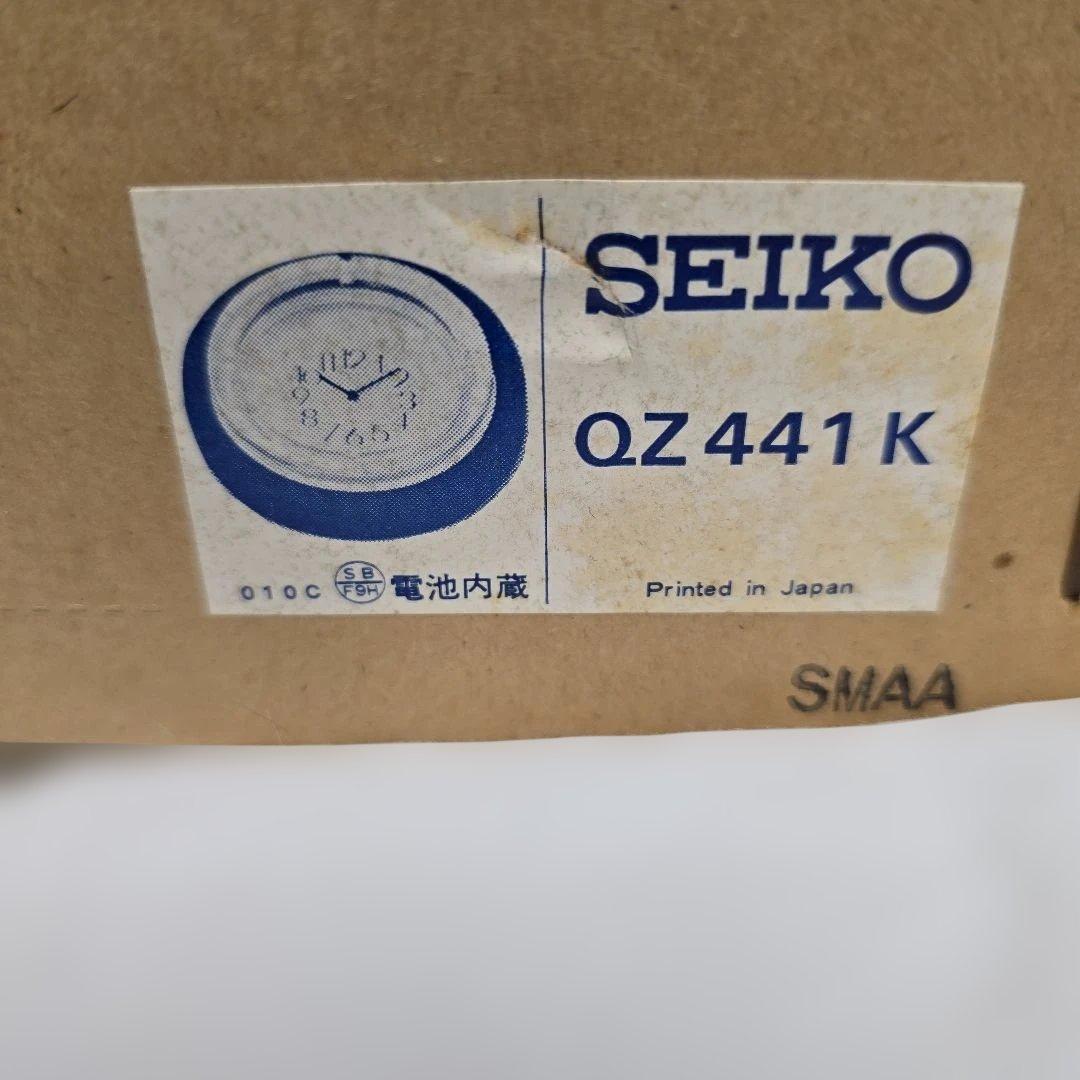 SEIKO
QZ441K
010C SB F9H 電池内蔵
Printed in Japan
SMAA